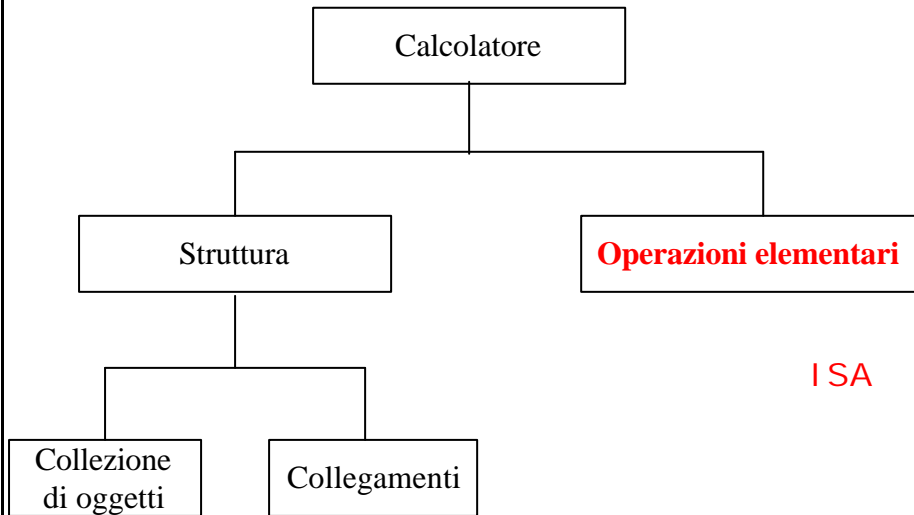 Calcolatore
Struttura
Operazioni elementari
ISA
Collezione
di oggetti
Collegamenti